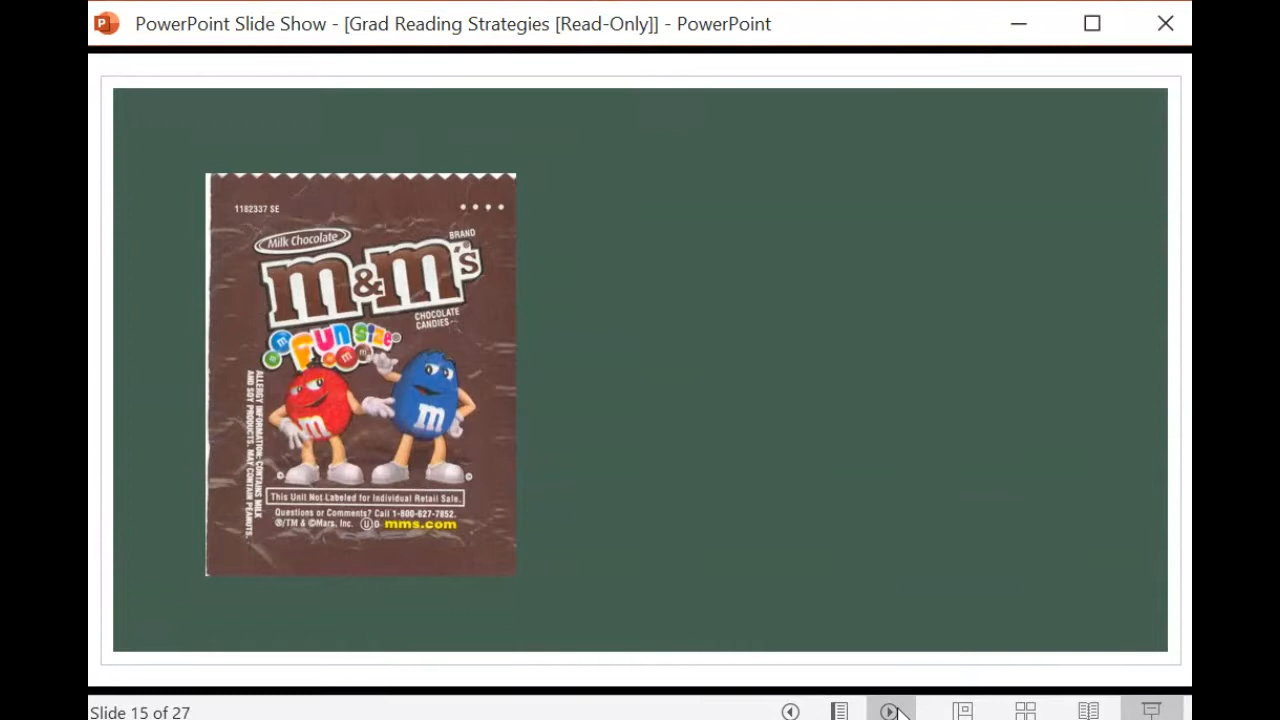 PowerPoint Slide Show - [Grad Reading Strategies [Read-Only]] - PowerPoint
1182337 SE
Milk Chocolate
BRAND
m&m's®
CHOCOLATE
CANDIES
Fun Size
ALLERGY INFORMATION: CONTAINS MILK
AND SOY PRODUCTS. MAY CONTAIN PEANUTS.
m
m
This Unit Not Labeled for Individual Retail Sale.
Questions or Comments? Call 1-800-627-7852.
®/TM & ©Mars, Inc. mms.com
Slide 15 of 27